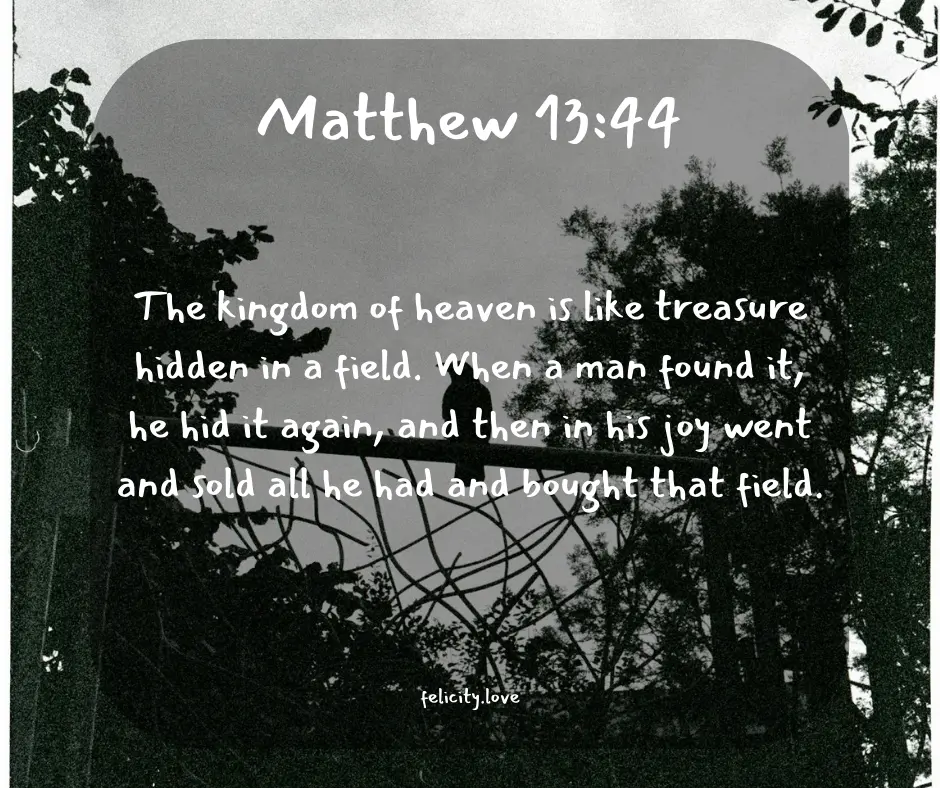 Matthew 13:44
The kingdom of heaven is like treasure
hidden in a field. When a man found it,
he hid it again, and then in his joy went
and sold all he had and bought that field.
felicity.love